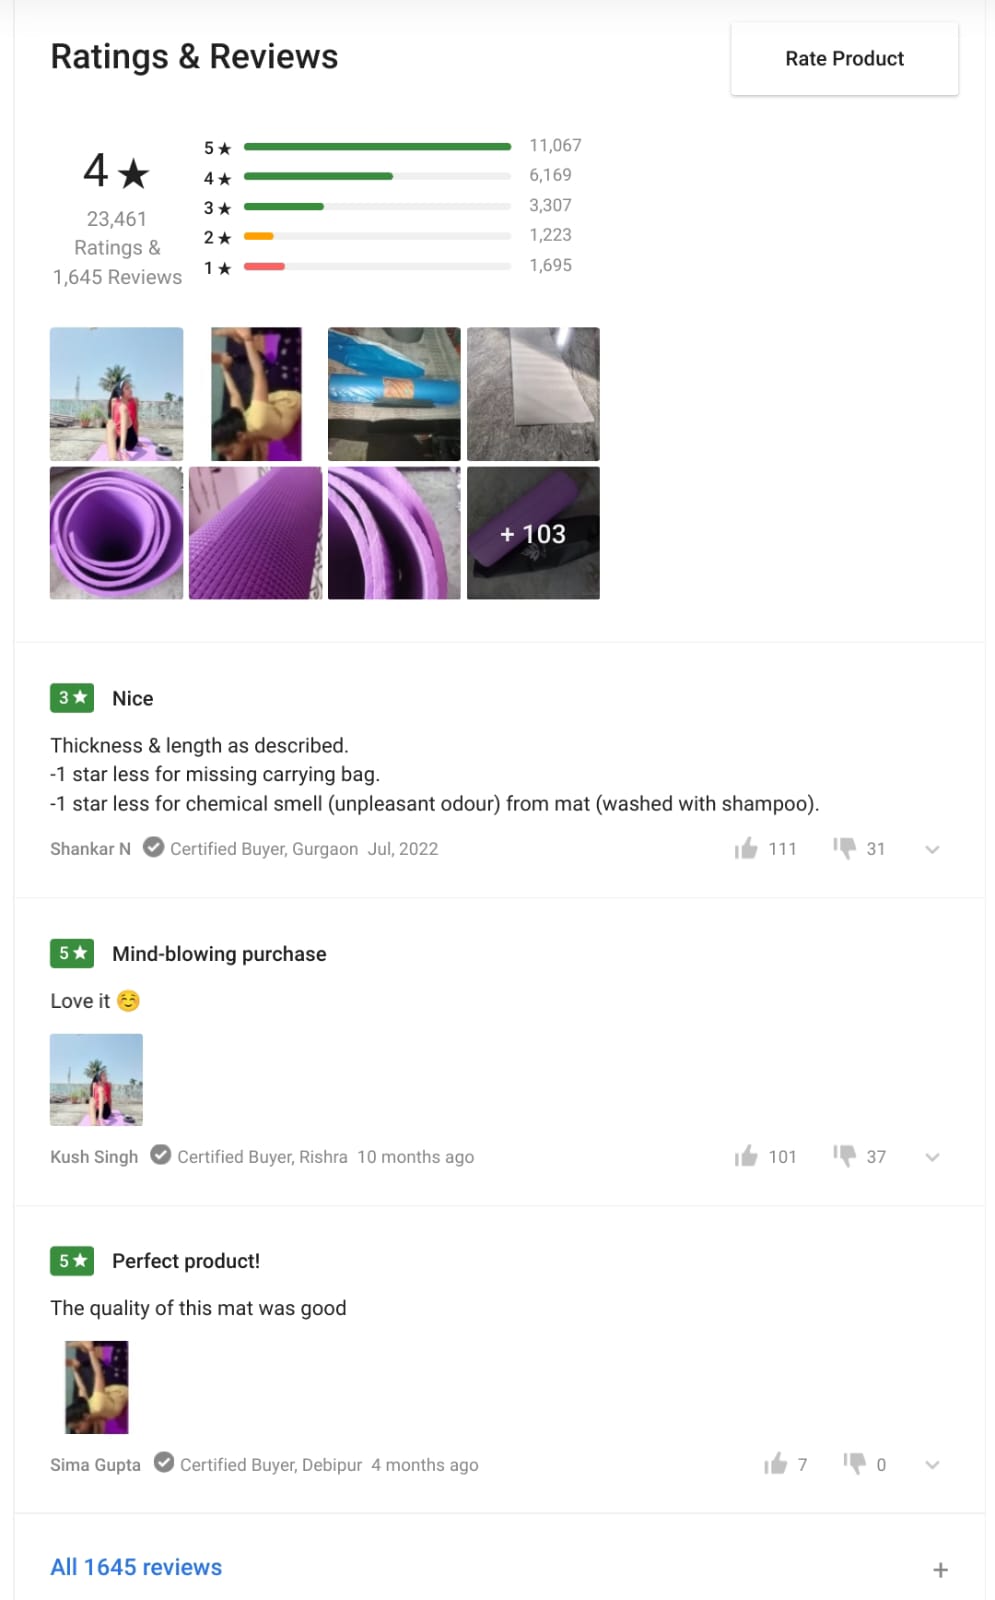 Ratings & Reviews
Rate Product
4 ★
23,461
Ratings &
1,645 Reviews
5 ★ 11,067
4 ★ 6,169
3 ★ 3,307
2 ★ 1,223
1 ★ 1,695
+ 103
3 ★ Nice
Thickness & length as described.
-1 star less for missing carrying bag.
-1 star less for chemical smell (unpleasant odour) from mat (washed with shampoo).
Shankar N Certified Buyer, Gurgaon Jul, 2022 111 31
5 ★ Mind-blowing purchase
Love it ☺️
Kush Singh Certified Buyer, Rishra 10 months ago 101 37
5 ★ Perfect product!
The quality of this mat was good
Sima Gupta Certified Buyer, Debipur 4 months ago 7 0
All 1645 reviews +